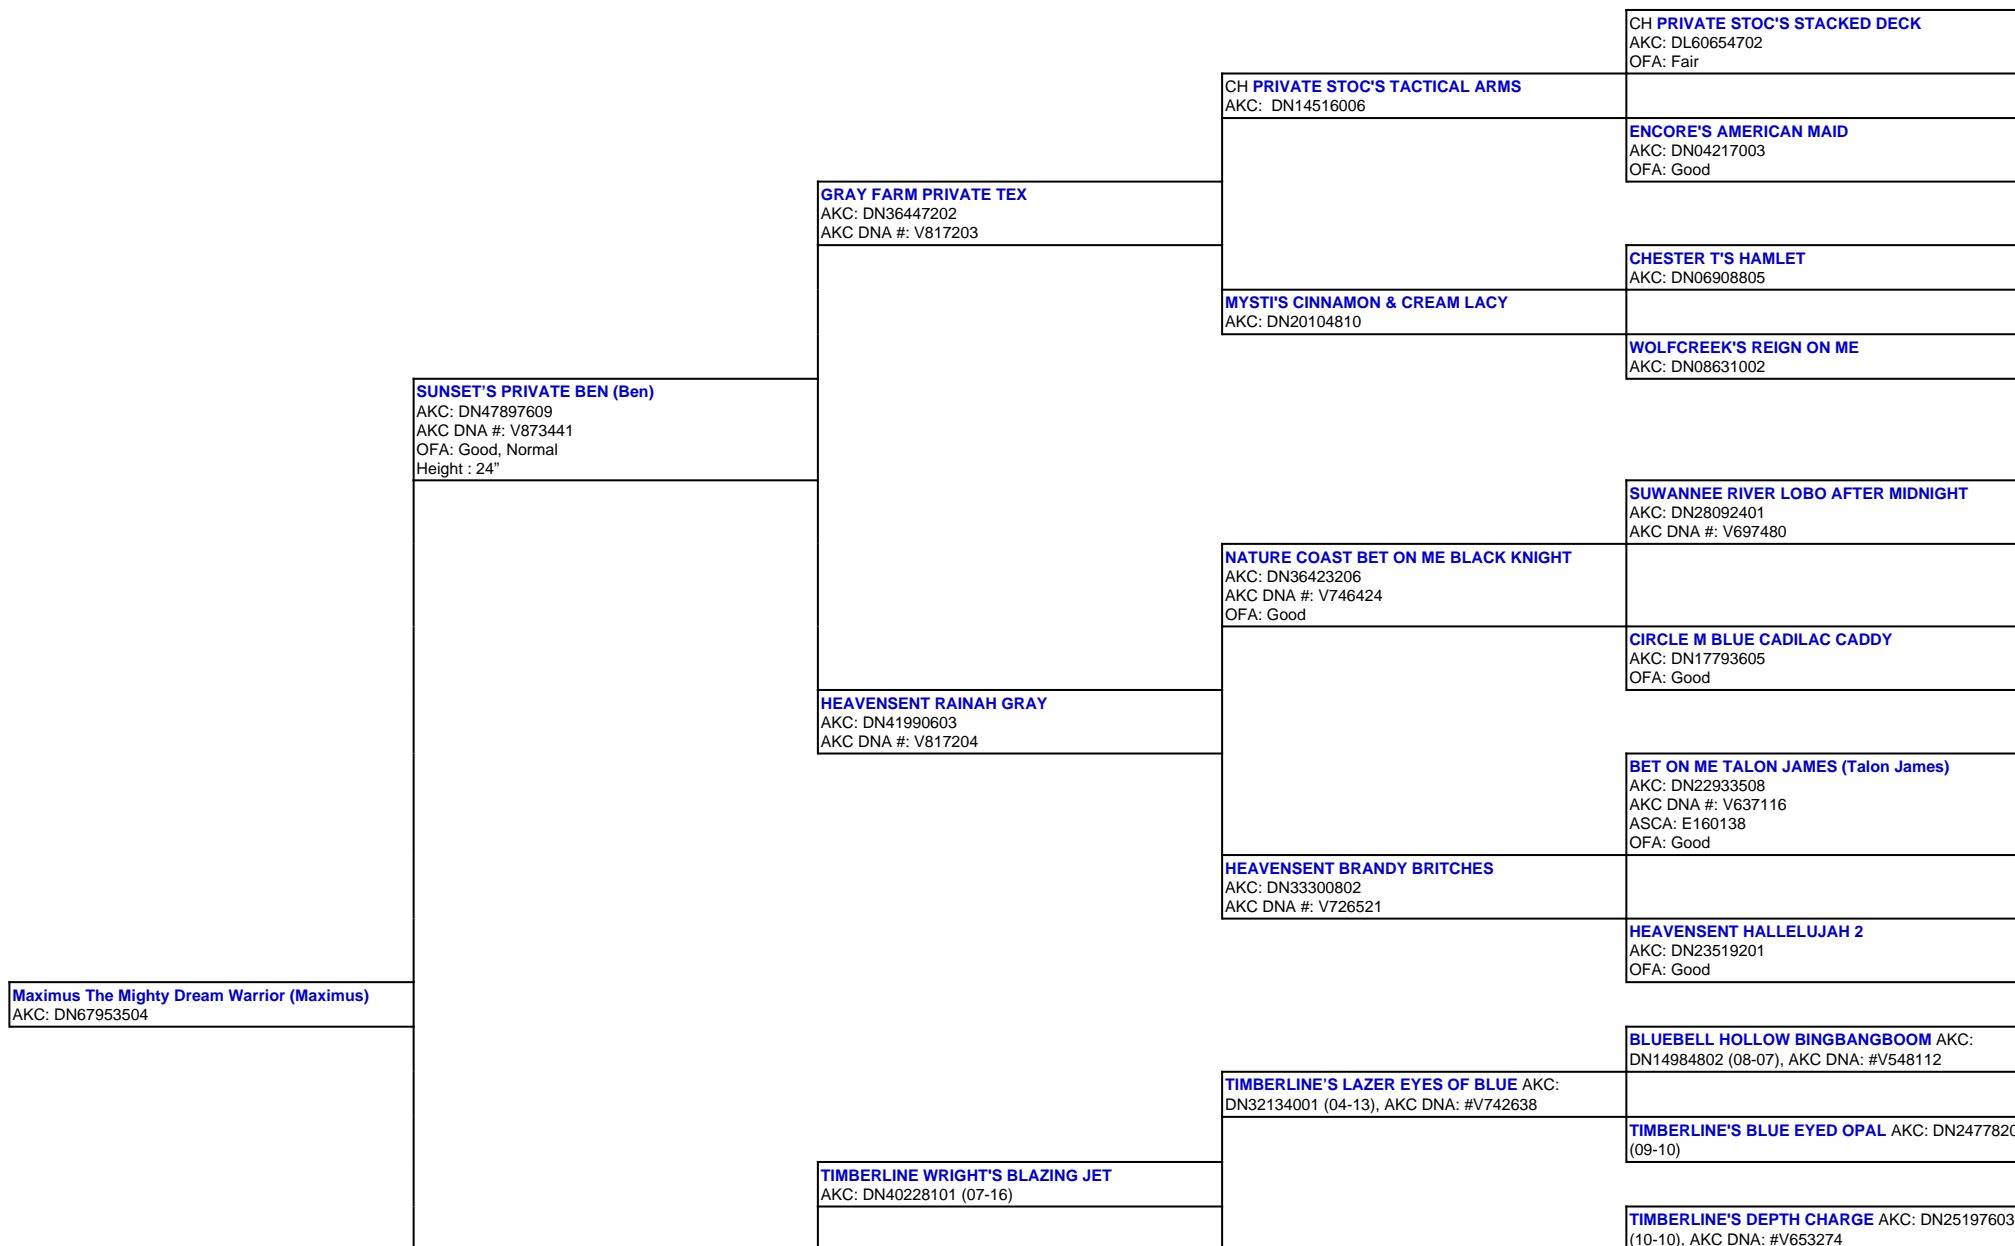 CH PRIVATE STOC'S STACKED DECK
AKC: DL60654702
OFA: Fair
CH PRIVATE STOC'S TACTICAL ARMS
AKC: DN14516006
ENCORE'S AMERICAN MAID
AKC: DN04217003
OFA: Good
GRAY FARM PRIVATE TEX
AKC: DN36447202
AKC DNA #: V817203
CHESTER T'S HAMLET
AKC: DN06908805
MYSTI'S CINNAMON & CREAM LACY
AKC: DN20104810
WOLFCREEK'S REIGN ON ME
AKC: DN08631002
SUNSET’S PRIVATE BEN (Ben)
AKC: DN47897609
AKC DNA #: V873441
OFA: Good, Normal
Height : 24”
SUWANNEE RIVER LOBO AFTER MIDNIGHT
AKC: DN28092401
AKC DNA #: V697480
NATURE COAST BET ON ME BLACK KNIGHT
AKC: DN36423206
AKC DNA #: V746424
OFA: Good
CIRCLE M BLUE CADILAC CADDY
AKC: DN17793605
OFA: Good
HEAVENSENT RAINAH GRAY
AKC: DN41990603
AKC DNA #: V817204
BET ON ME TALON JAMES (Talon James)
AKC: DN22933508
AKC DNA #: V637116
ASCA: E160138
OFA: Good
HEAVENSENT BRANDY BRITCHES
AKC: DN33300802
AKC DNA #: V726521
HEAVENSENT HALLELUJAH 2
AKC: DN23519201
OFA: Good
Maximus The Mighty Dream Warrior (Maximus)
AKC: DN67953504
BLUEBELL HOLLOW BINGBANGBOOM AKC:
DN14984802 (08-07), AKC DNA: #V548112
TIMBERLINE’S LAZER EYES OF BLUE AKC:
DN32134001 (04-13), AKC DNA: #V742638
TIMBERLINE'S BLUE EYED OPAL AKC: DN2477820
(09-10)
TIMBERLINE WRIGHT'S BLAZING JET
AKC: DN40228101 (07-16)
TIMBERLINE'S DEPTH CHARGE AKC: DN25197603
(10-10), AKC DNA: #V653274